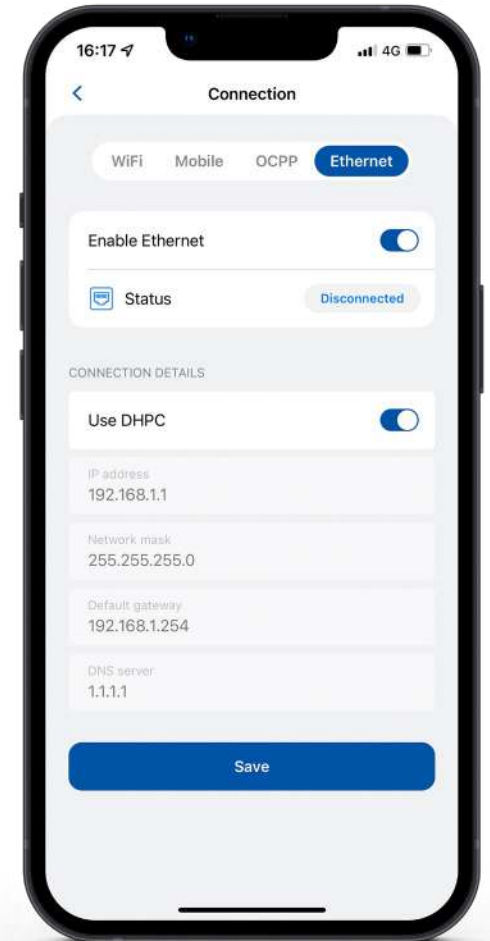 16:17
4G
Connection
WiFi Mobile OCPP Ethernet
Enable Ethernet
Status Disconnected
CONNECTION DETAILS
Use DHPC
IP address
192.168.1.1
Network mask
255.255.255.0
Default gateway
192.168.1.254
DNS server
1.1.1.1
Save